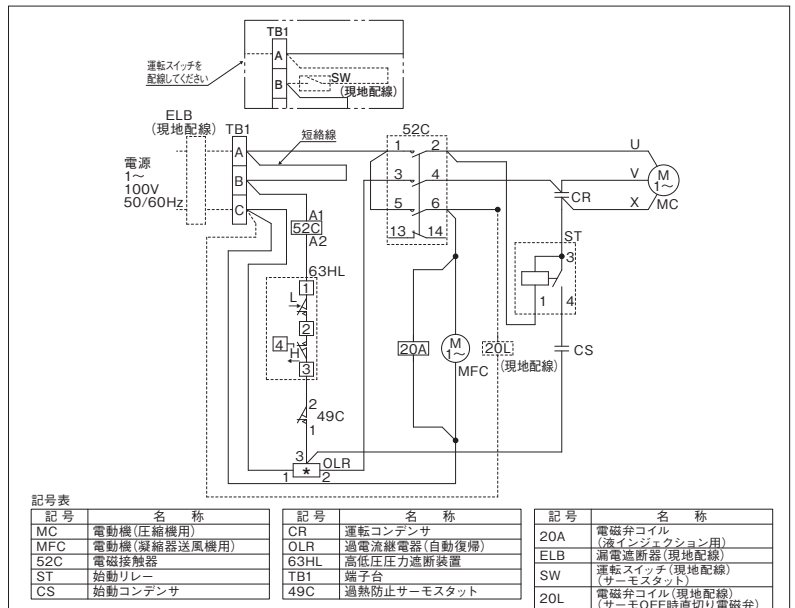 TB1
A
B
運転スイッチを
配線してください
SW
(現地配線)
ELB
(現地配線)
TB1
短絡線
52C
電源
1～
100V
50/60Hz
A
B
C
1 2
3 4
5 6
13 14
U
V
X
M
1～
MC
CR
A1
52C
A2
ST
3
1
4
63HL
1
L
2
4
H
3
20A
M
1～
MFC
20L
(現地配線)
CS
2
49C
1
3
OLR
*
1 2
記号表
記号 名称
MC 電動機(圧縮機用)
MFC 電動機(凝縮器送風機用)
52C 電磁接触器
ST 始動リレー
CS 始動コンデンサ
記号 名称
CR 運転コンデンサ
OLR 過電流継電器(自動復帰)
63HL 高低圧圧力遮断装置
TB1 端子台
49C 過熱防止サーモスタット
記号 名称
20A 電磁弁コイル
(液インジェクション用)
ELB 漏電遮断器(現地配線)
SW 運転スイッチ(現地配線)
(サーモスタット)
20L 電磁弁コイル(現地配線)
(サーモOFF時直切り電磁弁)